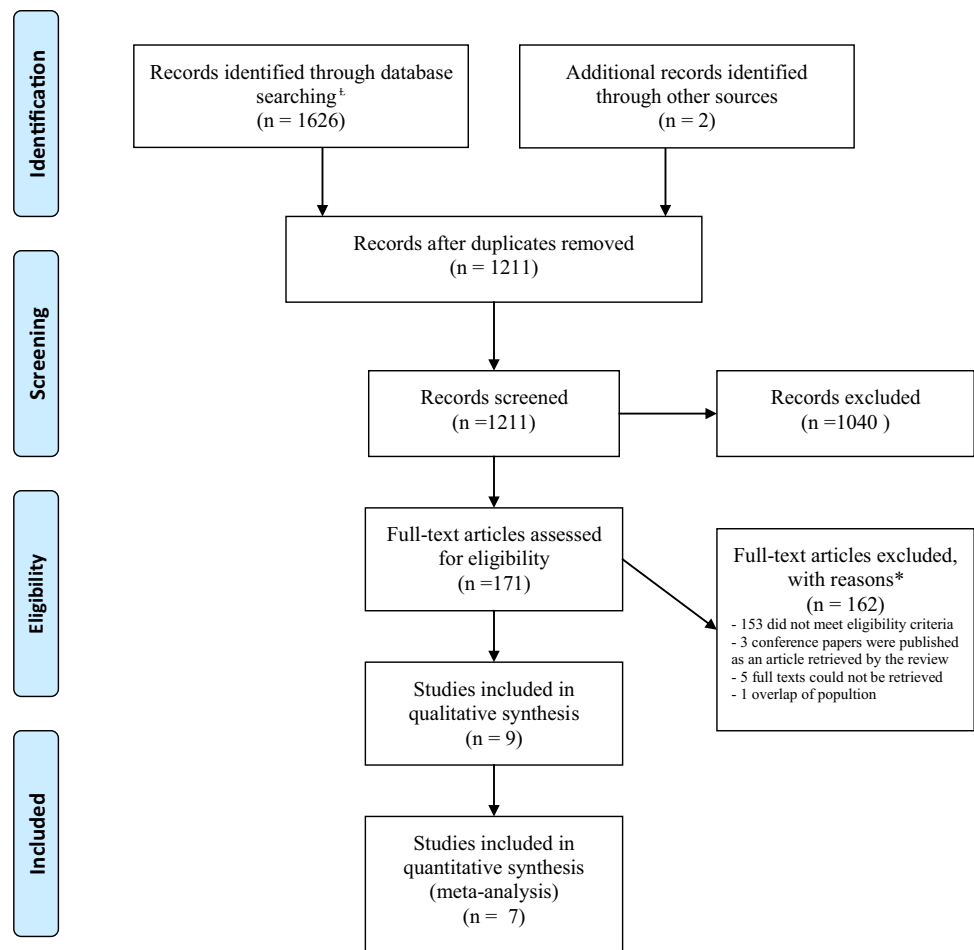 Identification
Records identified through database
searching ᵗ
(n = 1626)
Additional records identified
through other sources
(n = 2)
Records after duplicates removed
(n = 1211)
Screening
Records screened
(n =1211)
Records excluded
(n =1040 )
Eligibility
Full-text articles assessed
for eligibility
(n =171)
Full-text articles excluded,
with reasons*
(n = 162)
- 153 did not meet eligibility criteria
- 3 conference papers were published
as an article retrieved by the review
- 5 full texts could not be retrieved
- 1 overlap of popultion
Studies included in
qualitative synthesis
(n = 9)
Included
Studies included in
quantitative synthesis
(meta-analysis)
(n = 7)